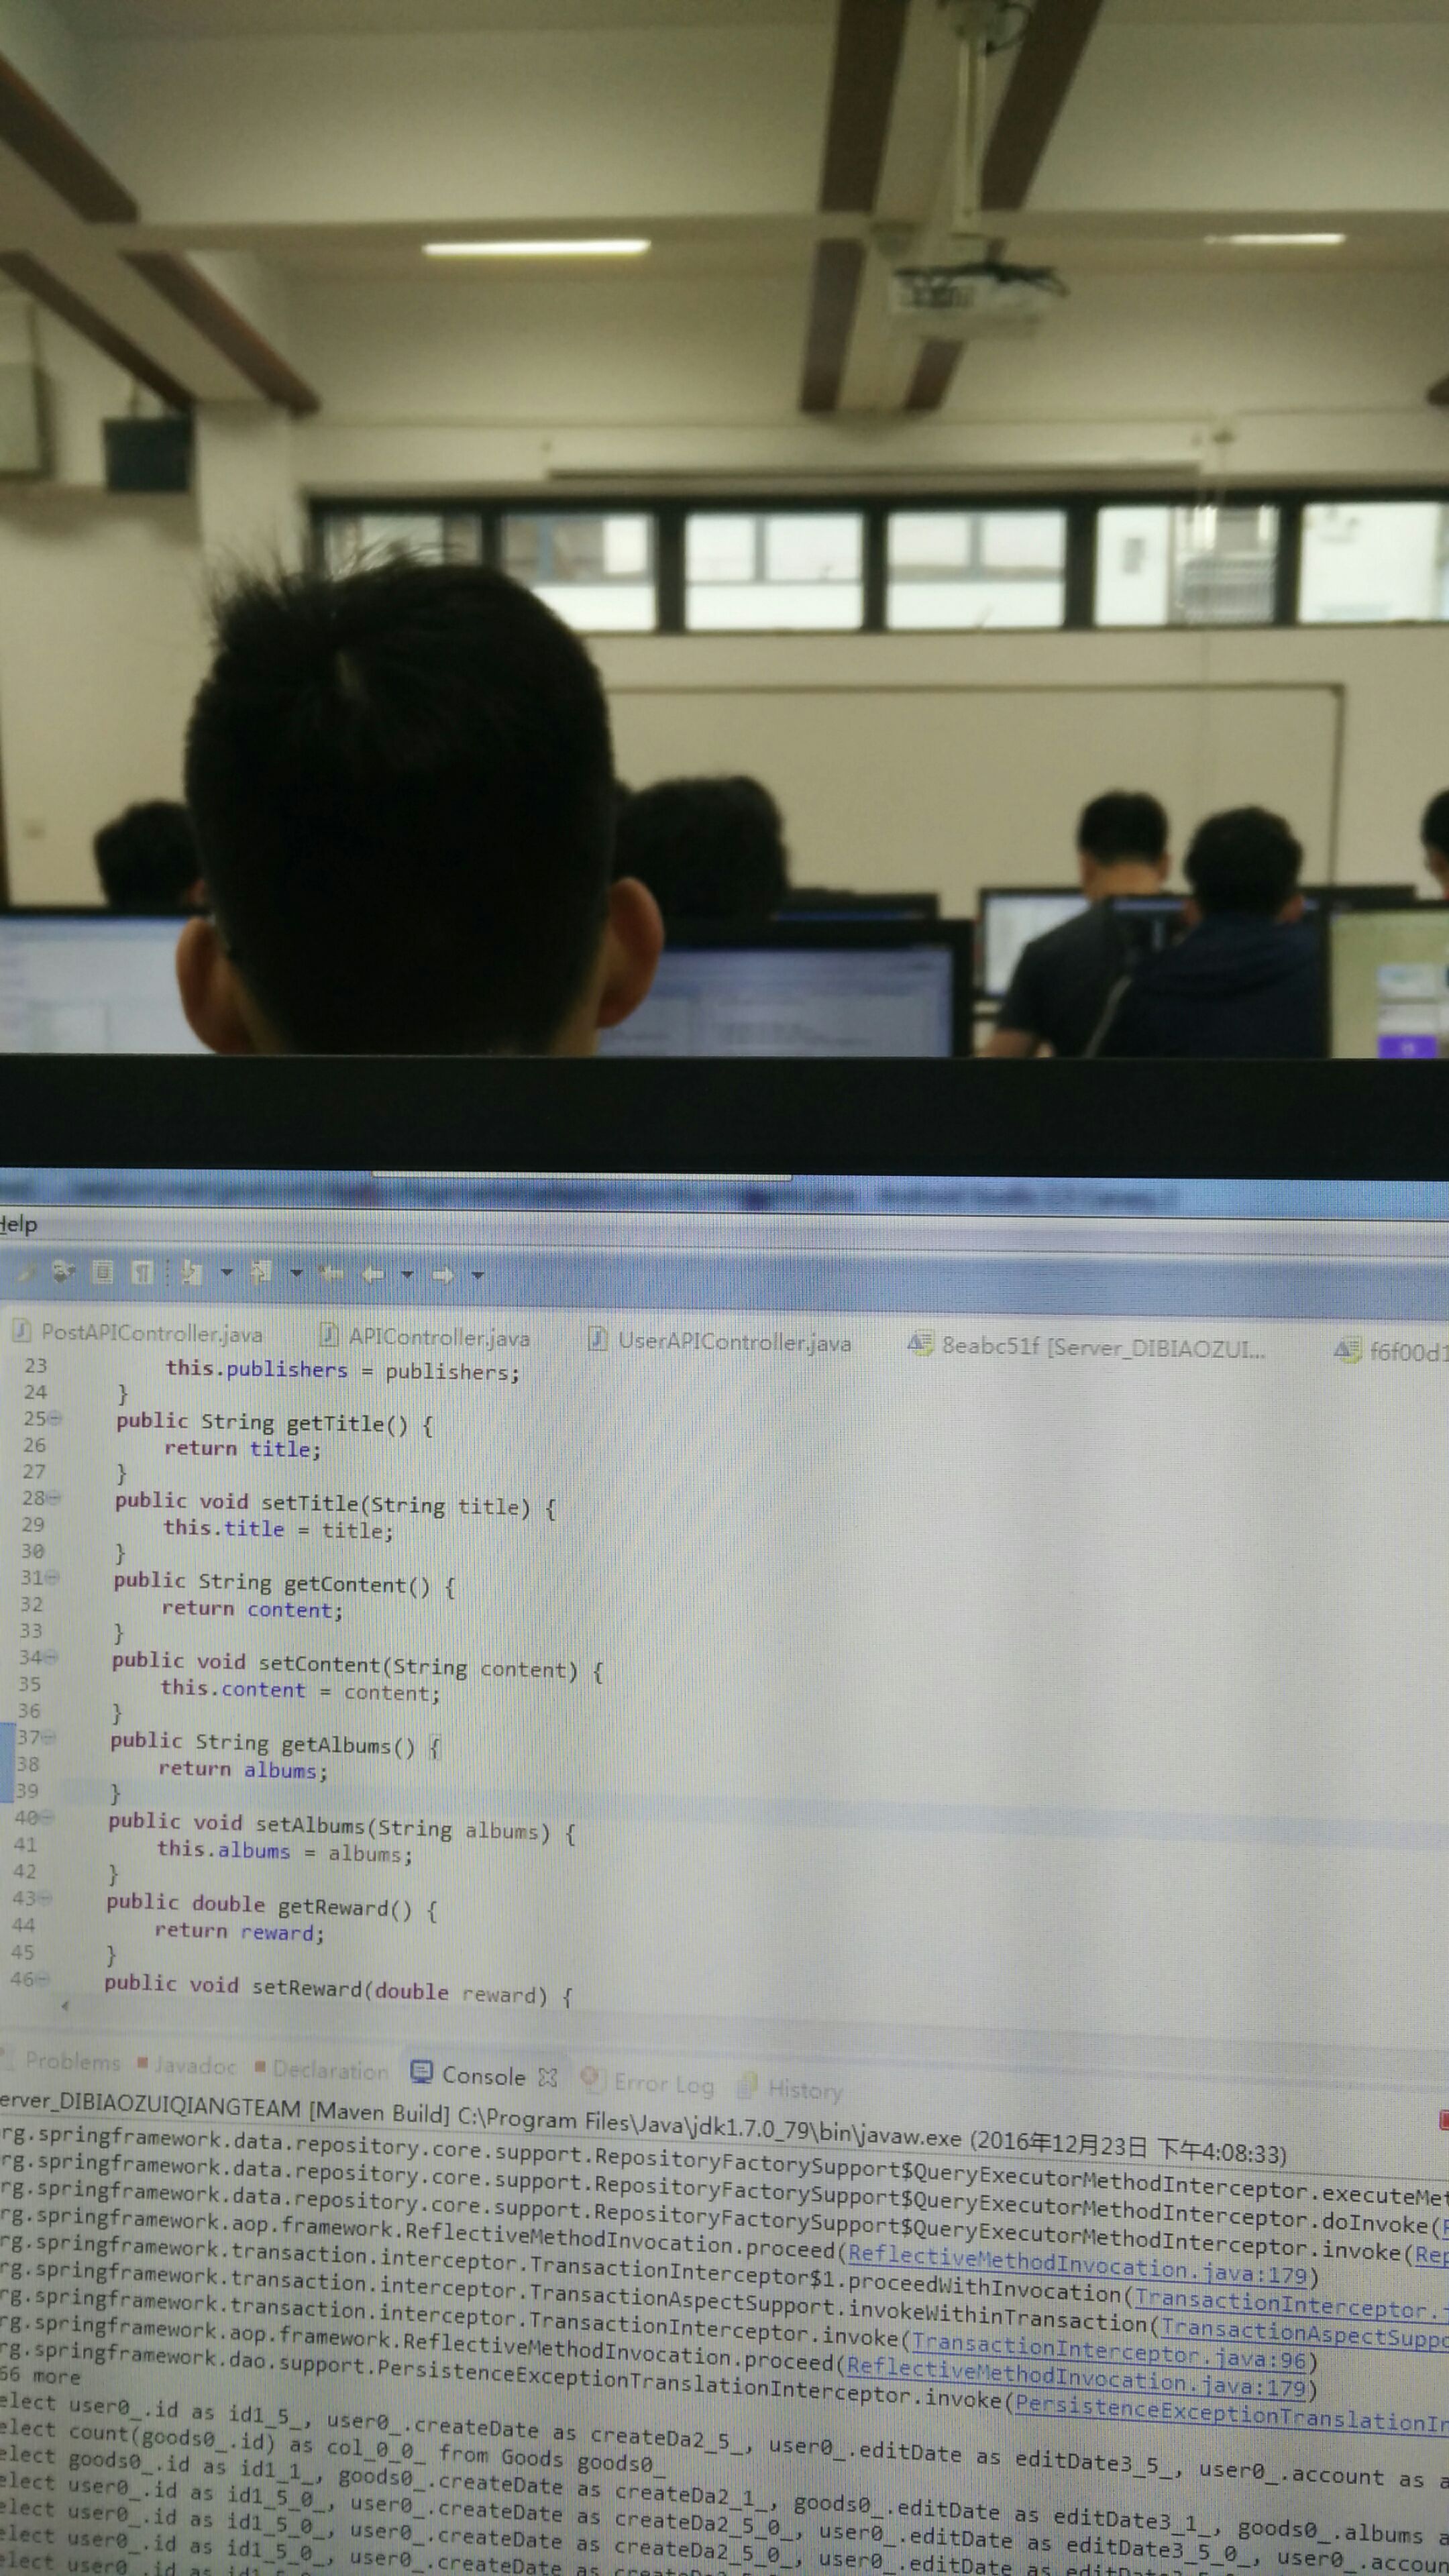 Help
PostAPIController.java APIController.java UserAPIController.java 8eabc51f [Server_DIBIAOZUI... f6f00d1
23 this.publishers = publishers;
24 }
25 public String getTitle() {
26 return title;
27 }
28 public void setTitle(String title) {
29 this.title = title;
30 }
31 public String getContent() {
32 return content;
33 }
34 public void setContent(String content) {
35 this.content = content;
36 }
37 public String getAlbums() {
38 return albums;
39 }
40 public void setAlbums(String albums) {
41 this.albums = albums;
42 }
43 public double getReward() {
44 return reward;
45 }
46 public void setReward(double reward) {
Problems Javadoc Declaration Console Error Log History
erver_DIBIAOZUIQIANGTEAM [Maven Build] C:\Program Files\Java\jdk1.7.0_79\bin\javaw.exe (2016年12月23日 下午4:08:33)
rg.springframework.data.repository.core.support.RepositoryFactorySupport$QueryExecutorMethodInterceptor.executeMet
rg.springframework.data.repository.core.support.RepositoryFactorySupport$QueryExecutorMethodInterceptor.doInvoke(
rg.springframework.data.repository.core.support.RepositoryFactorySupport$QueryExecutorMethodInterceptor.invoke(Rep
rg.springframework.aop.framework.ReflectiveMethodInvocation.proceed(ReflectiveMethodInvocation.java:179)
rg.springframework.transaction.interceptor.TransactionInterceptor$1.proceedWithInvocation(TransactionInterceptor.
rg.springframework.transaction.interceptor.TransactionAspectSupport.invokeWithinTransaction(TransactionAspectSuppo
rg.springframework.transaction.interceptor.TransactionInterceptor.invoke(TransactionInterceptor.java:96)
rg.springframework.aop.framework.ReflectiveMethodInvocation.proceed(ReflectiveMethodInvocation.java:179)
rg.springframework.dao.support.PersistenceExceptionTranslationInterceptor.invoke(PersistenceExceptionTranslationIn
66 more
elect user0_.id as id1_5_, user0_.createDate as createDa2_5_, user0_.editDate as editDate3_5_, user0_.account as a
elect count(goods0_.id) as col_0_0_ from Goods goods0_
elect goods0_.id as id1_1_, goods0_.createDate as createDa2_1_, goods0_.editDate as editDate3_1_, goods0_.albums a
elect user0_.id as id1_5_0_, user0_.createDate as createDa2_5_0_, user0_.editDate as editDate3_5_0_, user0_.accoun
elect user0_.id as id1_5_0_, user0_.createDate as createDa2_5_0_, user0_.editDate as
elect user0_.id as id1_5_0_, user0_.createDate as
elect user0_.id as